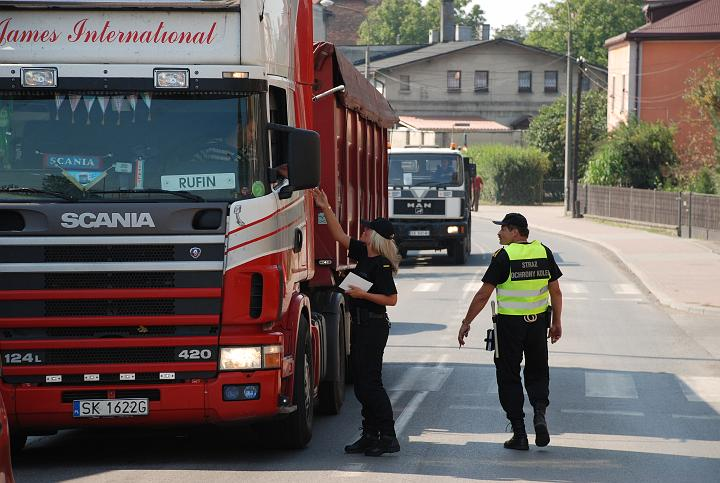 James International
SCANIA
RUFIN
SCANIA
124L
420
SK 1622G
MAN
STRAŻ
OCHRONY KOLEI